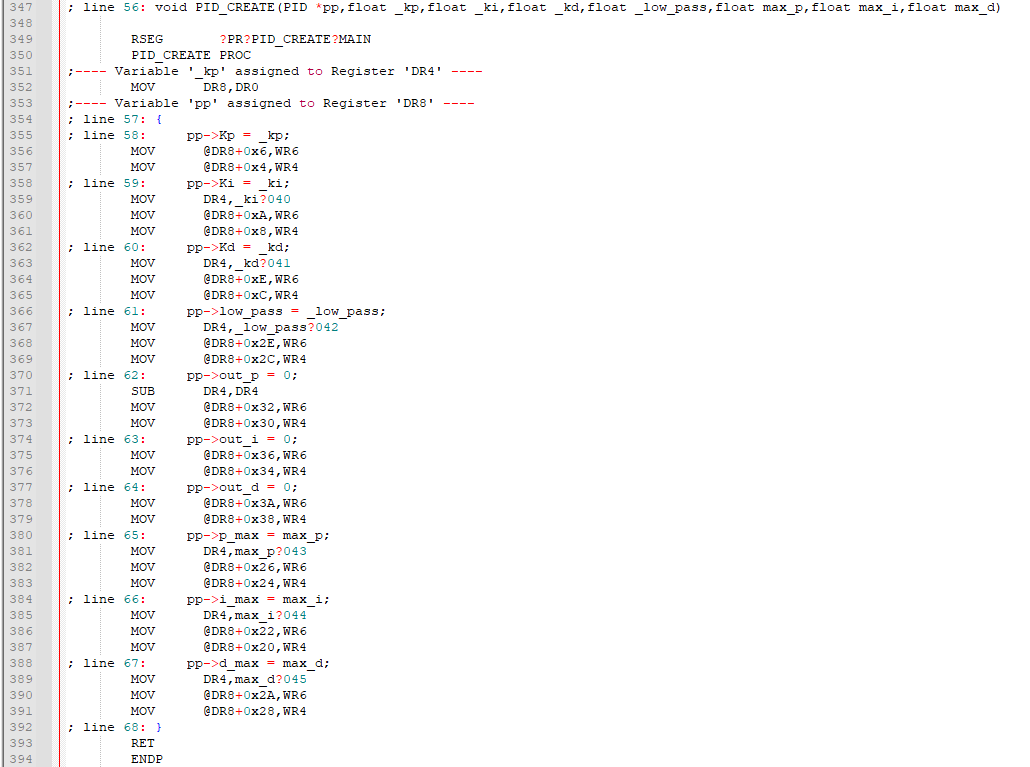 347 ; line 56: void PID_CREATE(PID *pp,float _kp,float _ki,float _kd,float _low_pass,float max_p,float max_i,float max_d)
348
349 RSEG ?PR?PID_CREATE?MAIN
350 PID_CREATE PROC
351 ;---- Variable '_kp' assigned to Register 'DR4' ----
352 MOV DR8,DR0
353 ;---- Variable 'pp' assigned to Register 'DR8' ----
354 ; line 57: {
355 ; line 58: pp->Kp = _kp;
356 MOV @DR8+0x6,WR6
357 MOV @DR8+0x4,WR4
358 ; line 59: pp->Ki = _ki;
359 MOV DR4,_ki?040
360 MOV @DR8+0xA,WR6
361 MOV @DR8+0x8,WR4
362 ; line 60: pp->Kd = _kd;
363 MOV DR4,_kd?041
364 MOV @DR8+0xE,WR6
365 MOV @DR8+0xC,WR4
366 ; line 61: pp->low_pass = _low_pass;
367 MOV DR4,_low_pass?042
368 MOV @DR8+0x2E,WR6
369 MOV @DR8+0x2C,WR4
370 ; line 62: pp->out_p = 0;
371 SUB DR4,DR4
372 MOV @DR8+0x32,WR6
373 MOV @DR8+0x30,WR4
374 ; line 63: pp->out_i = 0;
375 MOV @DR8+0x36,WR6
376 MOV @DR8+0x34,WR4
377 ; line 64: pp->out_d = 0;
378 MOV @DR8+0x3A,WR6
379 MOV @DR8+0x38,WR4
380 ; line 65: pp->p_max = max_p;
381 MOV DR4,max_p?043
382 MOV @DR8+0x26,WR6
383 MOV @DR8+0x24,WR4
384 ; line 66: pp->i_max = max_i;
385 MOV DR4,max_i?044
386 MOV @DR8+0x22,WR6
387 MOV @DR8+0x20,WR4
388 ; line 67: pp->d_max = max_d;
389 MOV DR4,max_d?045
390 MOV @DR8+0x2A,WR6
391 MOV @DR8+0x28,WR4
392 ; line 68: }
393 RET
394 ENDP